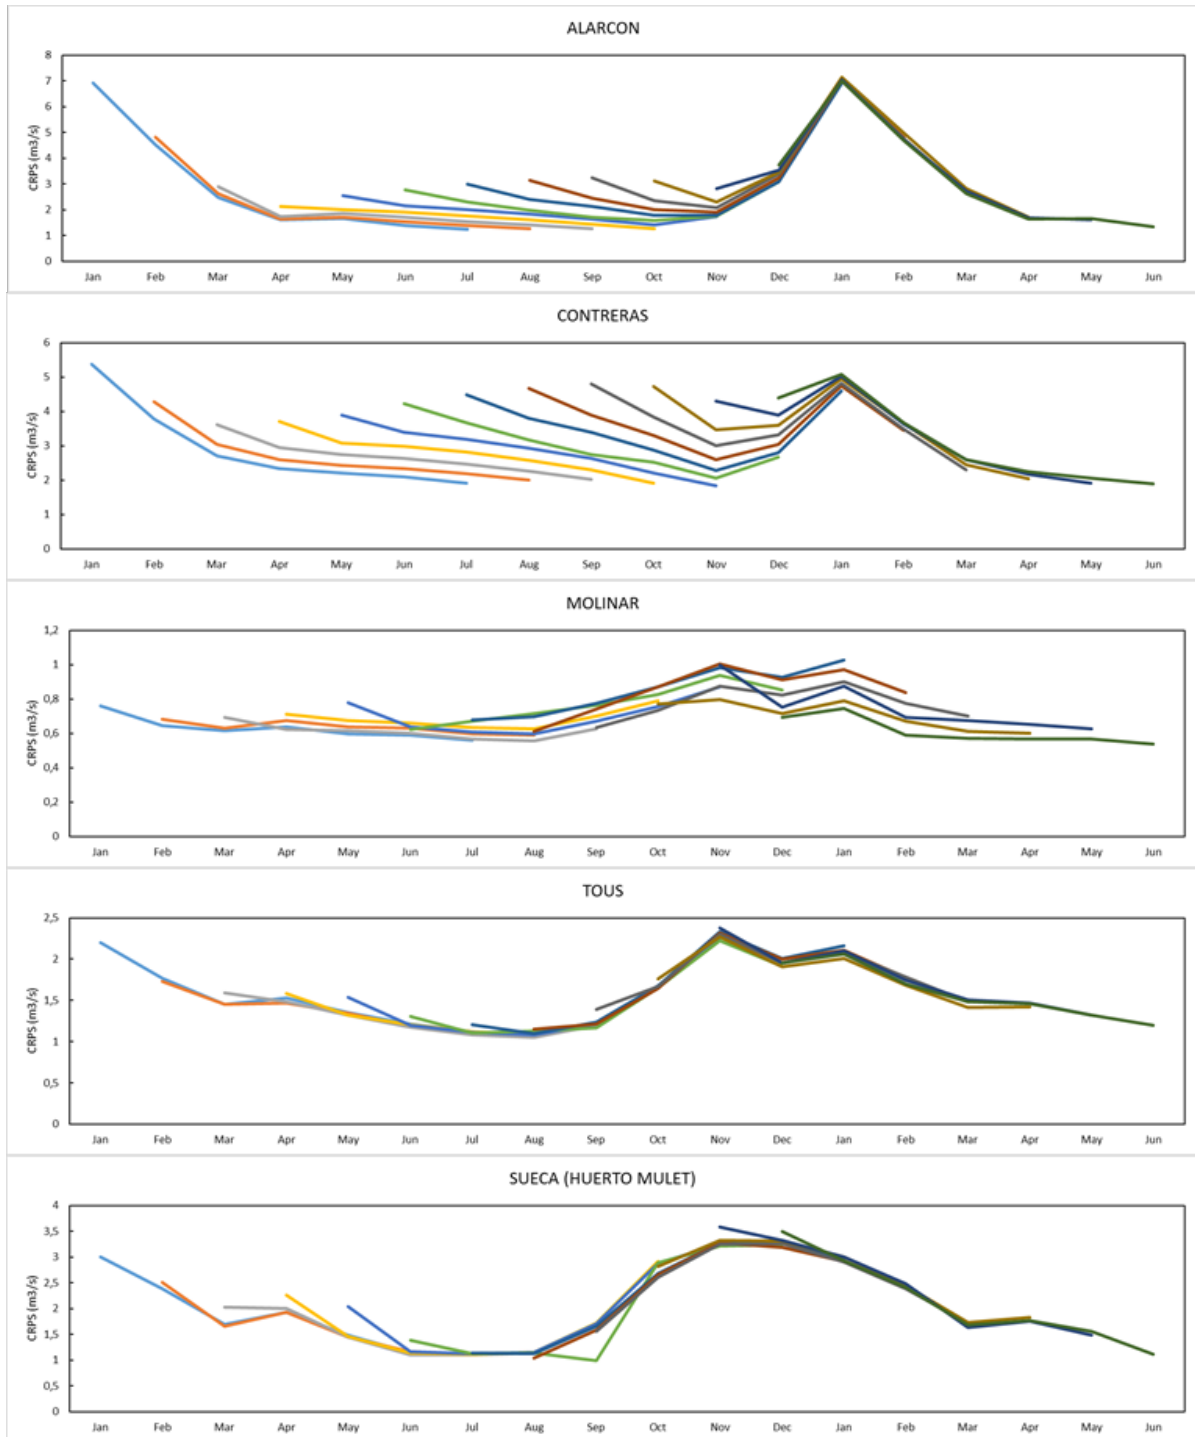 ALARCON
8
7
6
5
4
3
2
1
0
CRPS (m3/s)
Jan Feb Mar Apr May Jun Jul Aug Sep Oct Nov Dec Jan Feb Mar Apr May Jun
CONTRERAS
6
5
4
3
2
1
0
CRPS (m3/s)
Jan Feb Mar Apr May Jun Jul Aug Sep Oct Nov Dec Jan Feb Mar Apr May Jun
MOLINAR
1,2
1
0,8
0,6
0,4
0,2
0
CRPS (m3/s)
Jan Feb Mar Apr May Jun Jul Aug Sep Oct Nov Dec Jan Feb Mar Apr May Jun
TOUS
2,5
2
1,5
1
0,5
0
CRPS (m3/s)
Jan Feb Mar Apr May Jun Jul Aug Sep Oct Nov Dec Jan Feb Mar Apr May Jun
SUECA (HUERTO MULET)
4
3,5
3
2,5
2
1,5
1
0,5
0
CRPS (m3/s)
Jan Feb Mar Apr May Jun Jul Aug Sep Oct Nov Dec Jan Feb Mar Apr May Jun